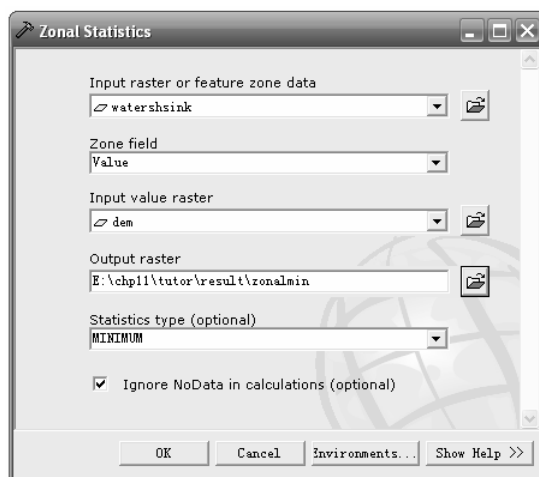 Zonal Statistics
Input raster or feature zone data
watershsink
Zone field
Value
Input value raster
dem
Output raster
E:\chp11\tutor\result\zonalmin
Statistics type (optional)
MINIMUM
Ignore NoData in calculations (optional)
OK Cancel Environments... Show Help >>